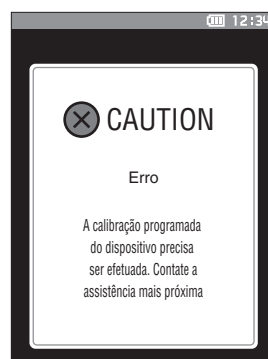 12:34
CAUTION
Erro
A calibração programada
do dispositivo precisa
ser efetuada. Contate a
assistência mais próxima